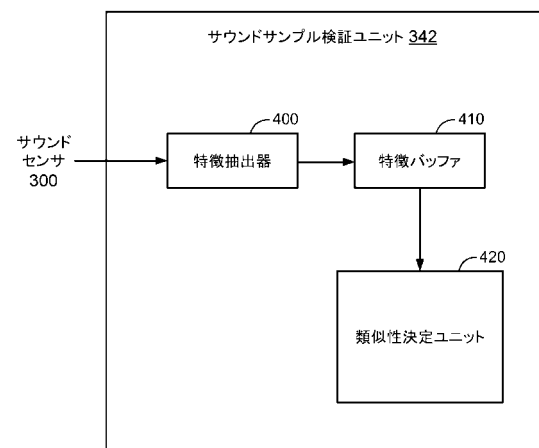 サウンドサンプル検証ユニット 342
サウンド
センサ
300
400
特徴抽出器
410
特徴バッファ
420
類似性決定ユニット